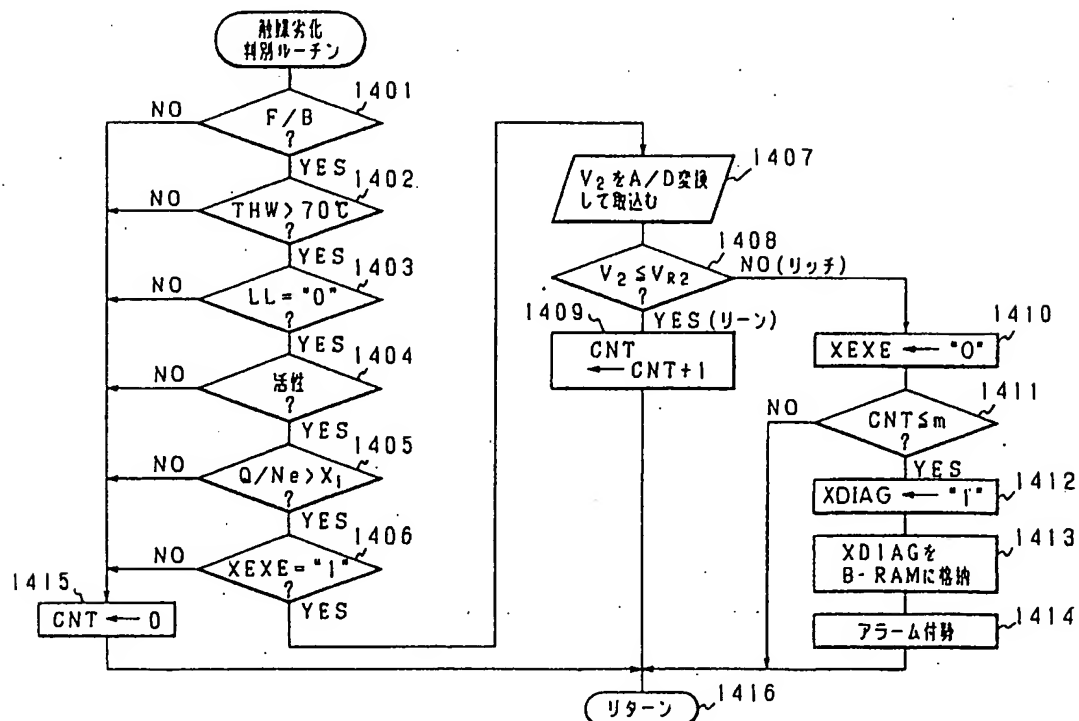 触媒劣化
判別ルーチン
1401
F/B
?
NO
YES
1402
THW>70℃
?
NO
YES
1403
LL="0"
?
NO
YES
1404
活性
?
NO
YES
1405
Q/Ne>X1
?
NO
YES
1406
XEXE="1"
?
NO
YES
1415
CNT ← 0
1407
V2をA/D変換
して取込む
1408
V2≦VR2
?
NO(リッチ)
YES(リーン)
1409
CNT
← CNT+1
1410
XEXE ← "0"
1411
CNT≦m
?
NO
YES
1412
XDIAG ← "1"
1413
XDIAGを
B-RAMに格納
1414
アラーム付勢
リターン
1416